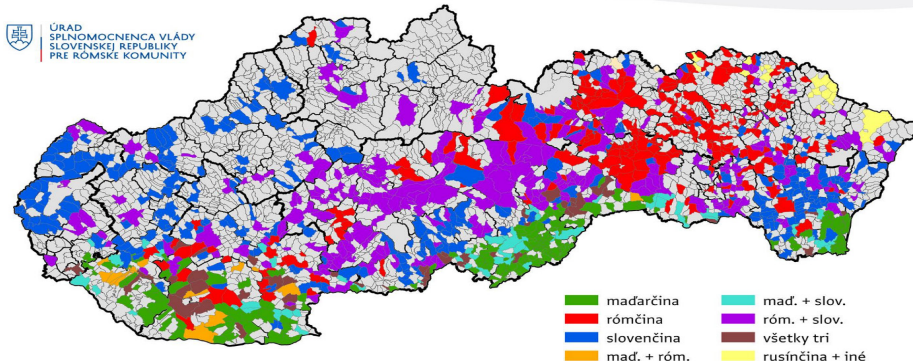 ÚRAD
SPLNOMOCNENCA VLÁDY
SLOVENSKEJ REPUBLIKY
PRE RÓMSKE KOMUNITY
maďarčina
rómčina
slovenčina
maď. + róm.
maď. + slov.
róm. + slov.
všetky tri
rusínčina + iné